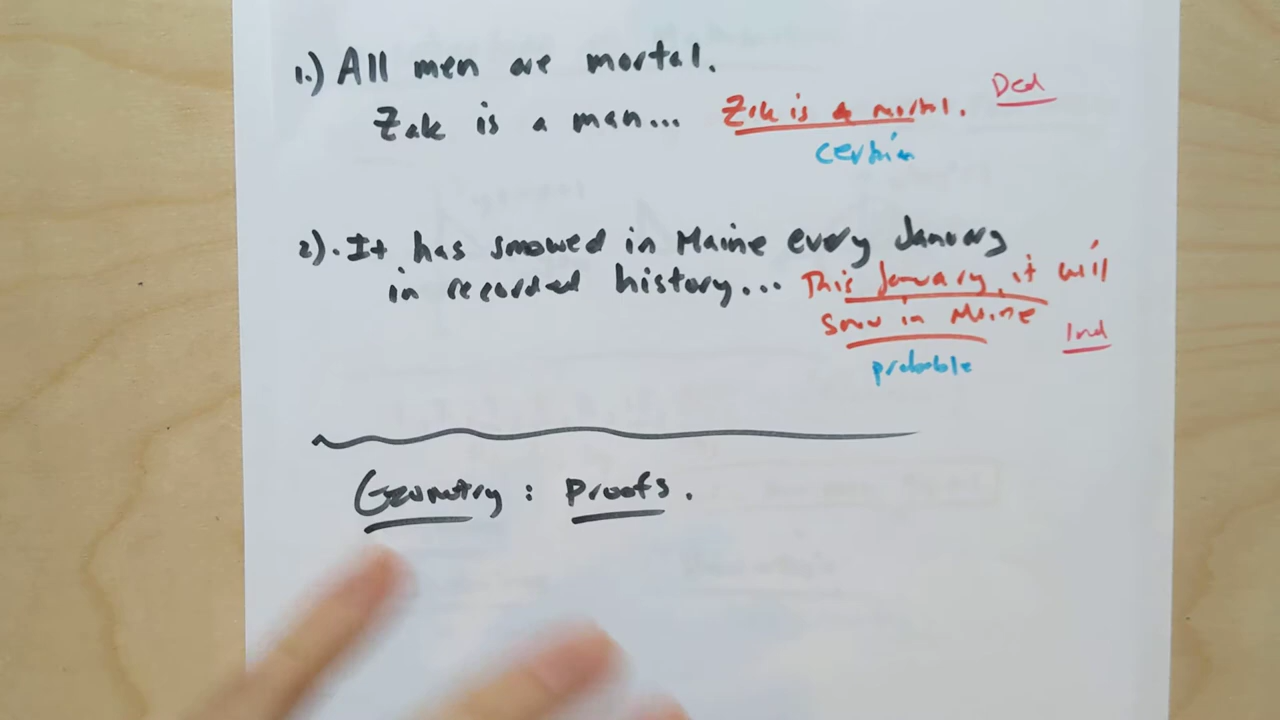 1.) All men are mortal.
Zak is a man... Zak is a mortal. Ded
certain
2). It has snowed in Maine every January
in recorded history... This January, it will
snow in Maine
Ind
probable
Geometry: Proofs.